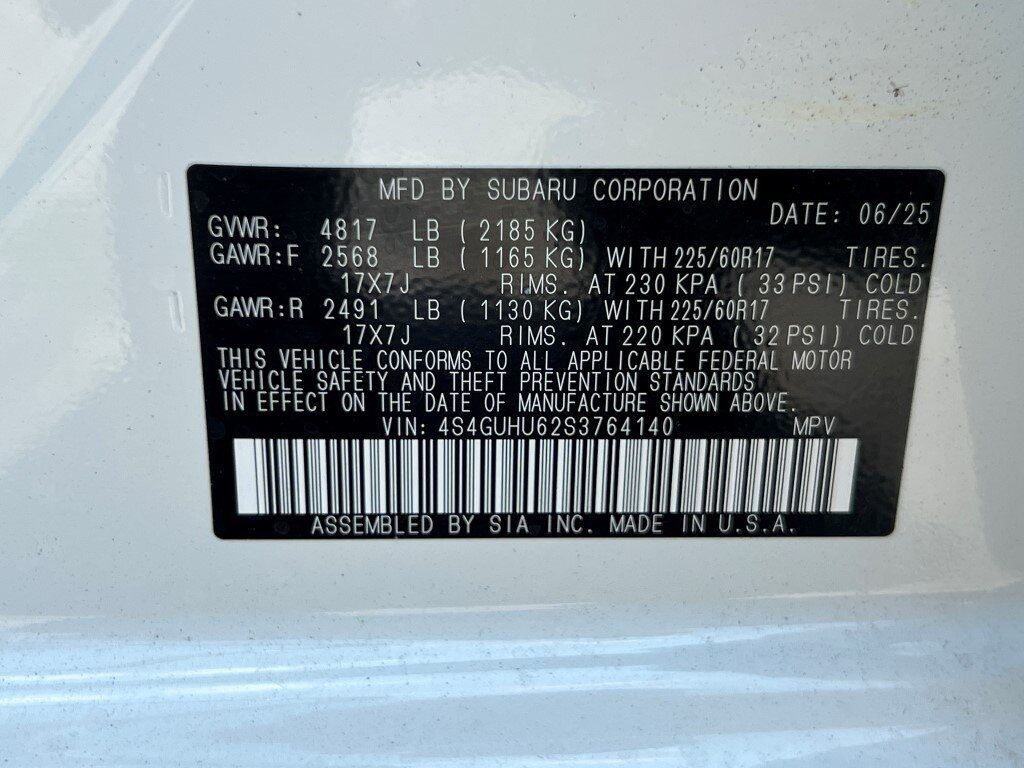 MFD BY SUBARU CORPORATION
DATE: 06/25
GVWR: 4817 LB ( 2185 KG)
GAWR:F 2568 LB ( 1165 KG) WITH 225/60R17 TIRES.
17X7J RIMS. AT 230 KPA ( 33 PSI) COLD
GAWR:R 2491 LB ( 1130 KG) WITH 225/60R17 TIRES.
17X7J RIMS. AT 220 KPA ( 32 PSI) COLD
THIS VEHICLE CONFORMS TO ALL APPLICABLE FEDERAL MOTOR
VEHICLE SAFETY AND THEFT PREVENTION STANDARDS
IN EFFECT ON THE DATE OF MANUFACTURE SHOWN ABOVE.
VIN: 4S4GUHU62S3764140 MPV
ASSEMBLED BY SIA INC. MADE IN U.S.A.